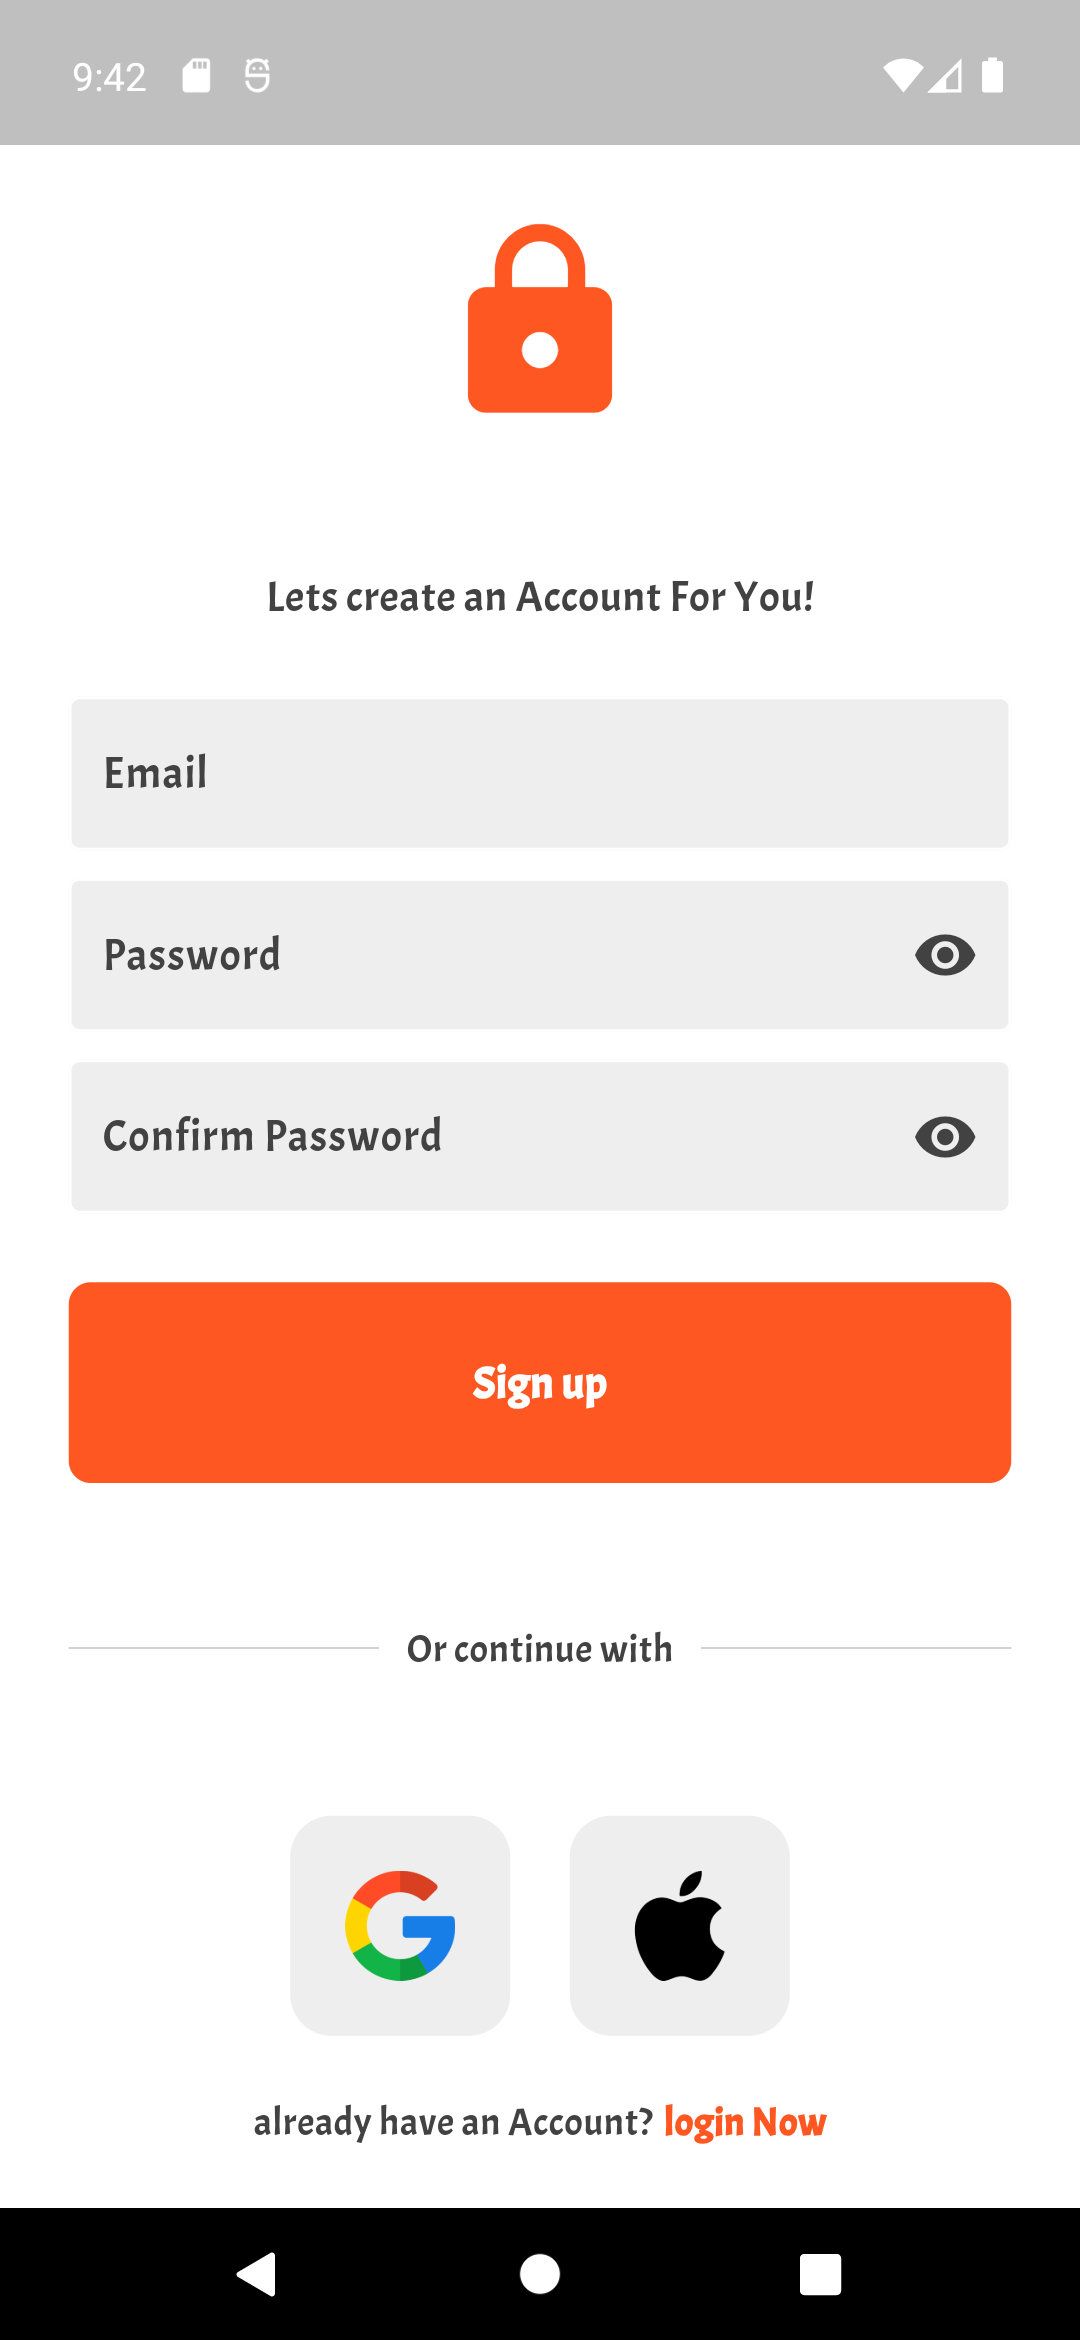 9:42
Lets create an Account For You!
Email
Password
Confirm Password
Sign up
Or continue with
already have an Account? login Now